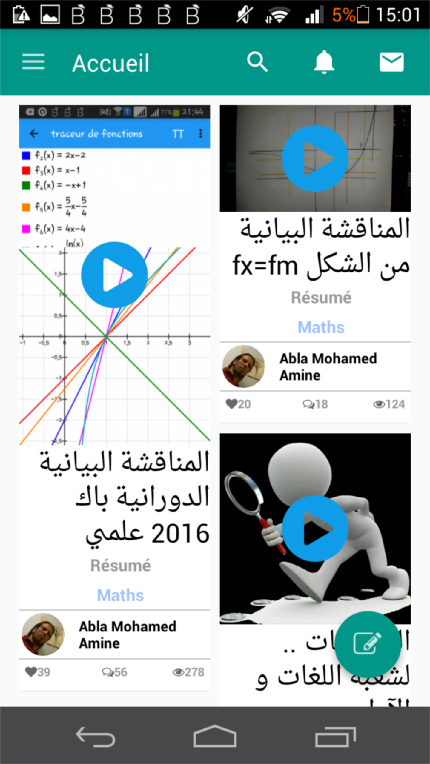 5% 15:01
Accueil
21:44
traceur de fonctions
f₂(x) = 2x-2
f₃(x) = x-1
f₄(x) = -x+1
f₅(x) = 5/4x-5/4
f₆(x) = 4x-4
ln(x)
المناقشة البيانية
الدورانية باك
2016 علمي
Résumé
Maths
Abla Mohamed
Amine
39 56 278
المناقشة البيانية
من الشكل fx=fm
Résumé
Maths
Abla Mohamed
Amine
20 18 124
لشعبة اللغات و